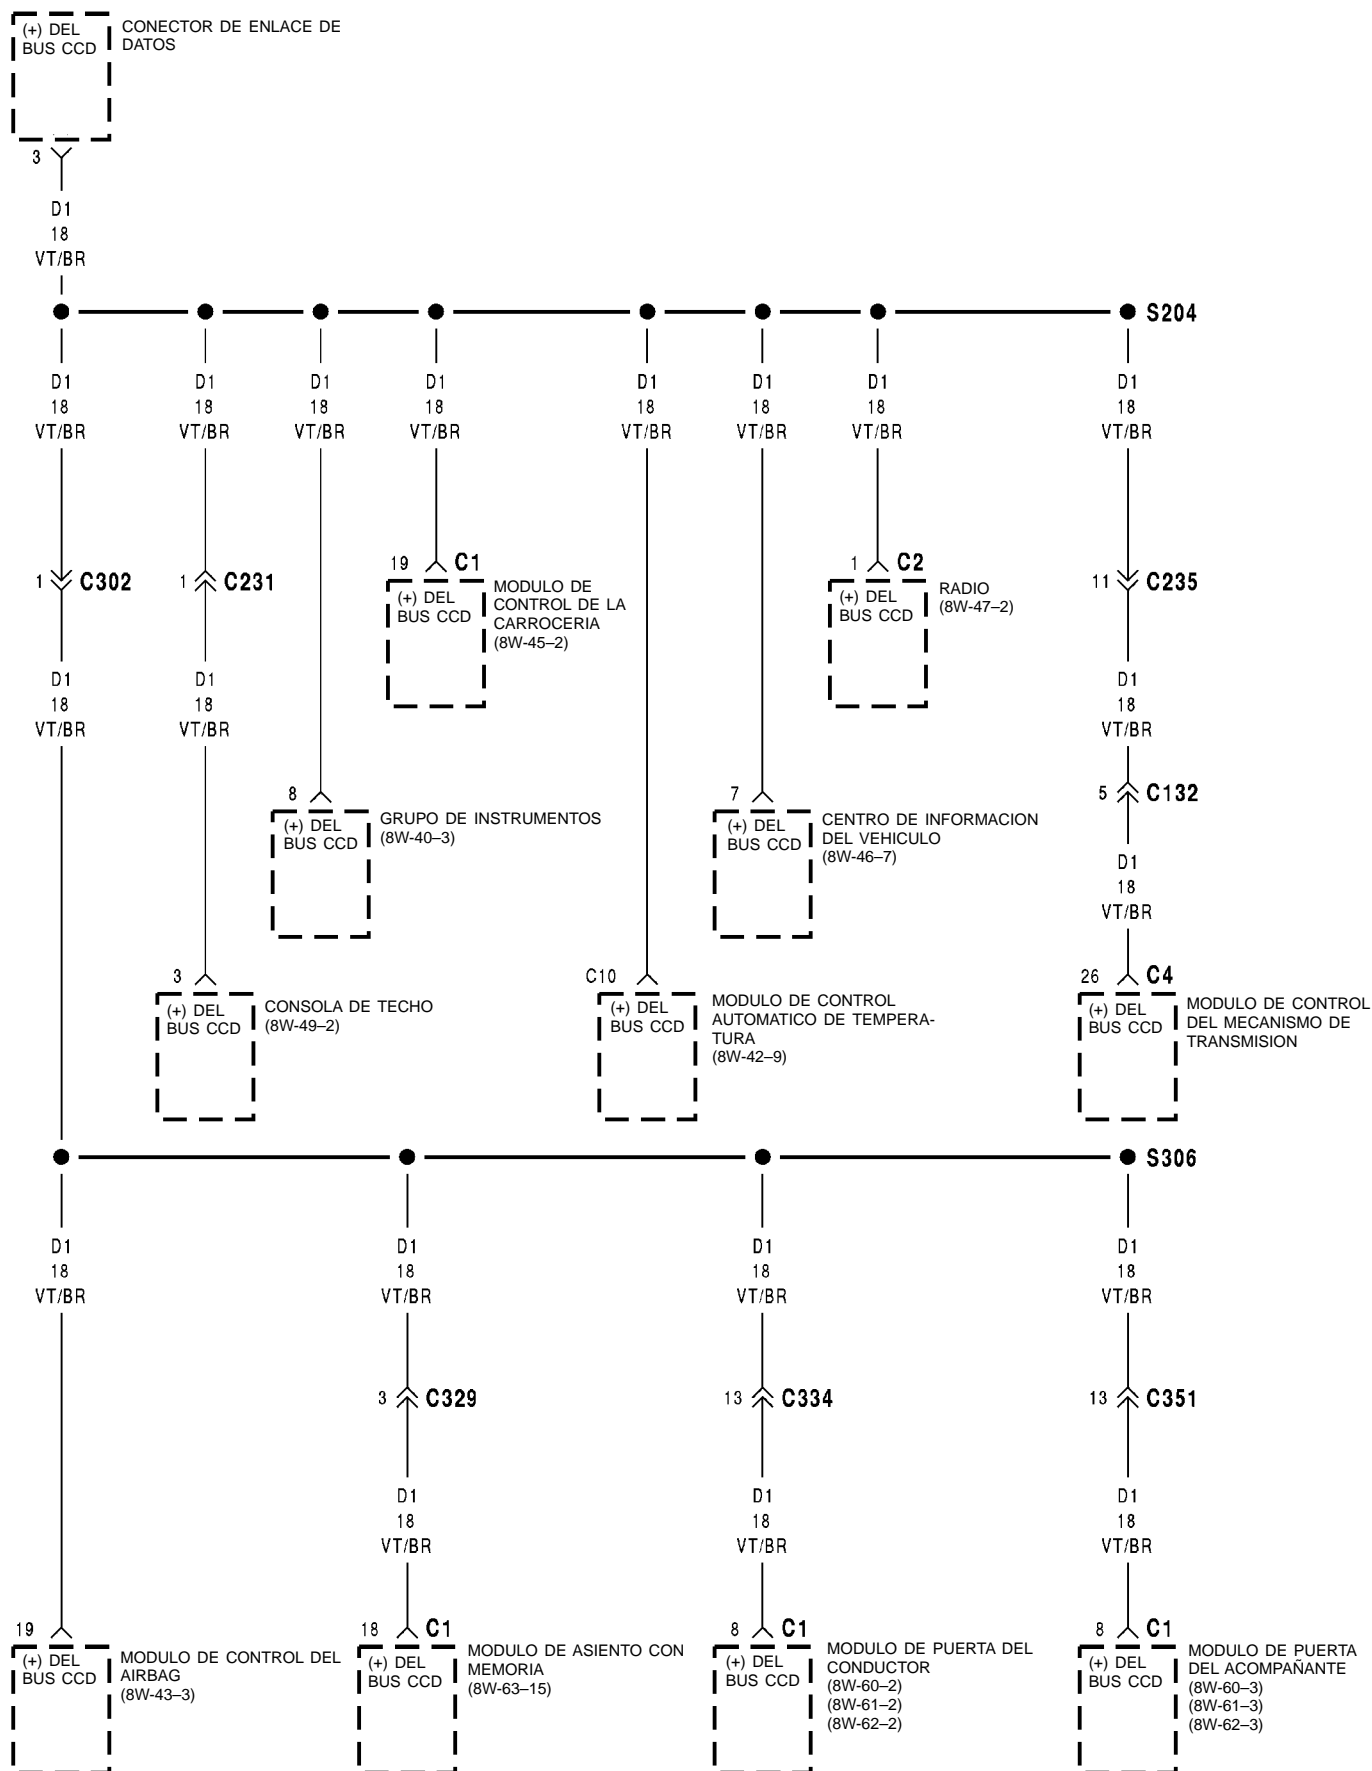 (+) DEL
BUS CCD
CONECTOR DE ENLACE DE
DATOS
3
D1
18
VT/BR
S204
D1
18
VT/BR
D1
18
VT/BR
D1
18
VT/BR
D1
18
VT/BR
D1
18
VT/BR
D1
18
VT/BR
D1
18
VT/BR
D1
18
VT/BR
1 C302
1 C231
19 C1
(+) DEL
BUS CCD
MODULO DE
CONTROL DE LA
CARROCERIA
(8W-45–2)
1 C2
(+) DEL
BUS CCD
RADIO
(8W-47–2)
11 C235
D1
18
VT/BR
D1
18
VT/BR
D1
18
VT/BR
8
(+) DEL
BUS CCD
GRUPO DE INSTRUMENTOS
(8W-40–3)
7
(+) DEL
BUS CCD
CENTRO DE INFORMACION
DEL VEHICULO
(8W-46–7)
5 C132
D1
18
VT/BR
3
(+) DEL
BUS CCD
CONSOLA DE TECHO
(8W-49–2)
C10
(+) DEL
BUS CCD
MODULO DE CONTROL
AUTOMATICO DE TEMPERA-
TURA
(8W-42–9)
26 C4
(+) DEL
BUS CCD
MODULO DE CONTROL
DEL MECANISMO DE
TRANSMISION
S306
D1
18
VT/BR
D1
18
VT/BR
D1
18
VT/BR
D1
18
VT/BR
3 C329
13 C334
13 C351
D1
18
VT/BR
D1
18
VT/BR
D1
18
VT/BR
19
(+) DEL
BUS CCD
MODULO DE CONTROL DEL
AIRBAG
(8W-43–3)
18 C1
(+) DEL
BUS CCD
MODULO DE ASIENTO CON
MEMORIA
(8W-63–15)
8 C1
(+) DEL
BUS CCD
MODULO DE PUERTA DEL
CONDUCTOR
(8W-60–2)
(8W-61–2)
(8W-62–2)
8 C1
(+) DEL
BUS CCD
MODULO DE PUERTA
DEL ACOMPAÑANTE
(8W-60–3)
(8W-61–3)
(8W-62–3)